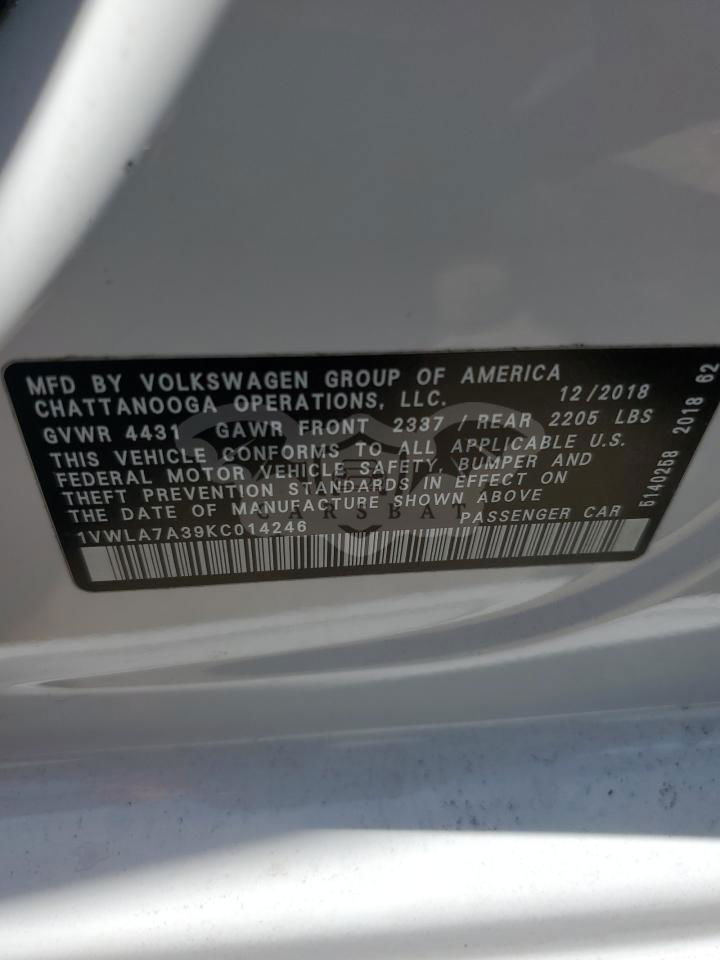 MFD BY VOLKSWAGEN GROUP OF AMERICA
CHATTANOOGA OPERATIONS, LLC. 12/2018
GVWR 4431 GAWR FRONT 2337 / REAR 2205 LBS
THIS VEHICLE CONFORMS TO ALL APPLICABLE U.S.
FEDERAL MOTOR VEHICLE SAFETY, BUMPER AND
THEFT PREVENTION STANDARDS IN EFFECT ON
THE DATE OF MANUFACTURE SHOWN ABOVE
1VWLA7A39KC014246 PASSENGER CAR
5140258 2018 62
CARSBAT